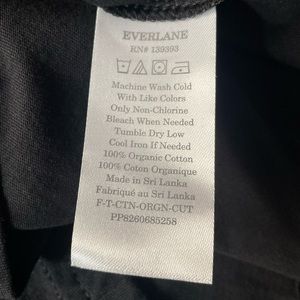 EVERLANE
RN# 139393
Machine Wash Cold
With Like Colors
Only Non-Chlorine
Bleach When Needed
Tumble Dry Low
Cool Iron If Needed
100% Organic Cotton
100% Coton Organique
Made in Sri Lanka
Fabriqué au Sri Lanka
F-T-CTN-ORGN-CUT
PP8260685258